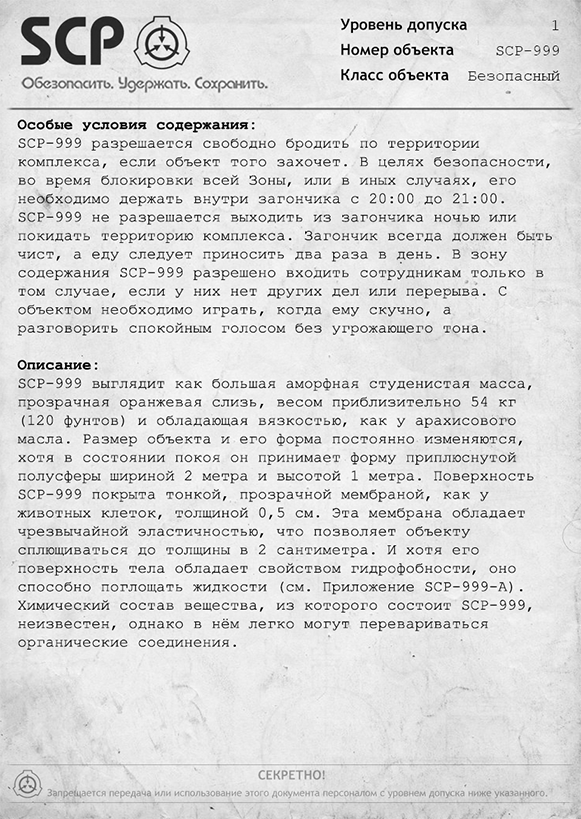 SCP
Обезопасить. Удержать. Сохранить.
Уровень допуска 1
Номер объекта SCP-999
Класс объекта Безопасный
Особые условия содержания:
SCP-999 разрешается свободно бродить по территории
комплекса, если объект того захочет. В целях безопасности,
во время блокировки всей Зоны, или в иных случаях, его
необходимо держать внутри загончика с 20:00 до 21:00.
SCP-999 не разрешается выходить из загончика ночью или
покидать территорию комплекса. Загончик всегда должен быть
чист, а еду следует приносить два раза в день. В зону
содержания SCP-999 разрешено входить сотрудникам только в
том случае, если у них нет других дел или перерыва. С
объектом необходимо играть, когда ему скучно, а
разговорить спокойным голосом без угрожающего тона.
Описание:
SCP-999 выглядит как большая аморфная студенистая масса,
прозрачная оранжевая слизь, весом приблизительно 54 кг
(120 фунтов) и обладающая вязкостью, как у арахисового
масла. Размер объекта и его форма постоянно изменяются,
хотя в состоянии покоя он принимает форму приплюснутой
полусферы шириной 2 метра и высотой 1 метра. Поверхность
SCP-999 покрыта тонкой, прозрачной мембраной, как у
животных клеток, толщиной 0,5 см. Эта мембрана обладает
чрезвычайной эластичностью, что позволяет объекту
сплющиваться до толщины в 2 сантиметра. И хотя его
поверхность тела обладает свойством гидрофобности, оно
способно поглощать жидкости (см. Приложение SCP-999-A).
Химический состав вещества, из которого состоит SCP-999,
неизвестен, однако в нём легко могут перевариваться
органические соединения.
СЕКРЕТНО!
Запрещается передача или использование этого документа персоналом с уровнем допуска ниже указанного.